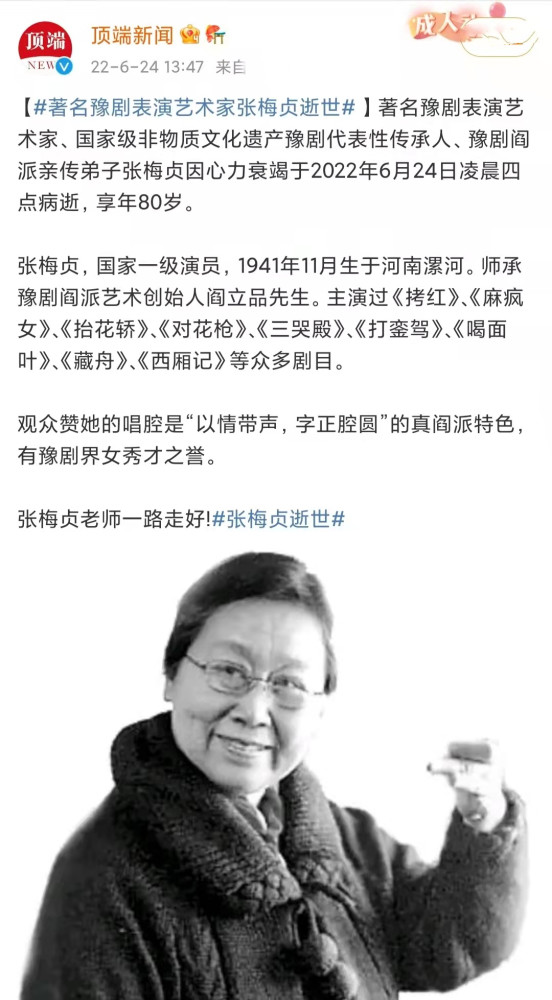 顶端
NEWS
顶端新闻
22-6-24 13:47 来自
成人
【#著名豫剧表演艺术家张梅贞逝世#】著名豫剧表演艺
术家、国家级非物质文化遗产豫剧代表性传承人、豫剧阎
派亲传弟子张梅贞因心力衰竭于2022年6月24日凌晨四
点病逝，享年80岁。
张梅贞，国家一级演员，1941年11月生于河南漯河。师承
豫剧阎派艺术创始人阎立品先生。主演过《拷红》、《麻疯
女》、《抬花轿》、《对花枪》、《三哭殿》、《打銮驾》、《喝面
叶》、《藏舟》、《西厢记》等众多剧目。
观众赞她的唱腔是“以情带声，字正腔圆”的真阎派特色，
有豫剧界女秀才之誉。
张梅贞老师一路走好!#张梅贞逝世#